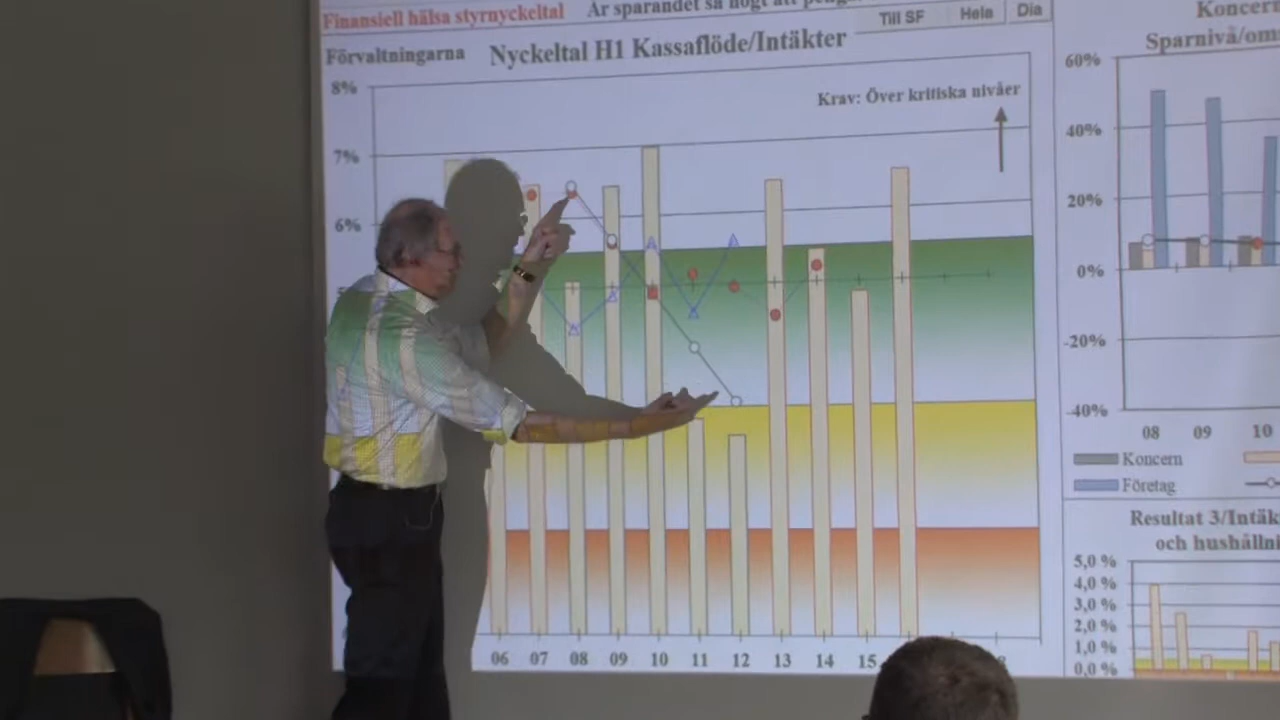 Finansiell hälsa styrnyckeltal
Är sparandet så högt att
Till SF
Hela
Dia
Förvaltningarna
Nyckeltal H1 Kassaflöde/Intäkter
8%
7%
6%
Krav: Över kritiska nivåer
06 07 08 09 10 11 12 13 14 15
Koncern
Sparnivå/om
60%
40%
20%
0%
-20%
-40%
08 09 10
Koncern
Företag
Resultat 3/Intäk
och hushållni
5,0 %
4,0 %
3,0 %
2,0 %
1,0 %
0,0 %